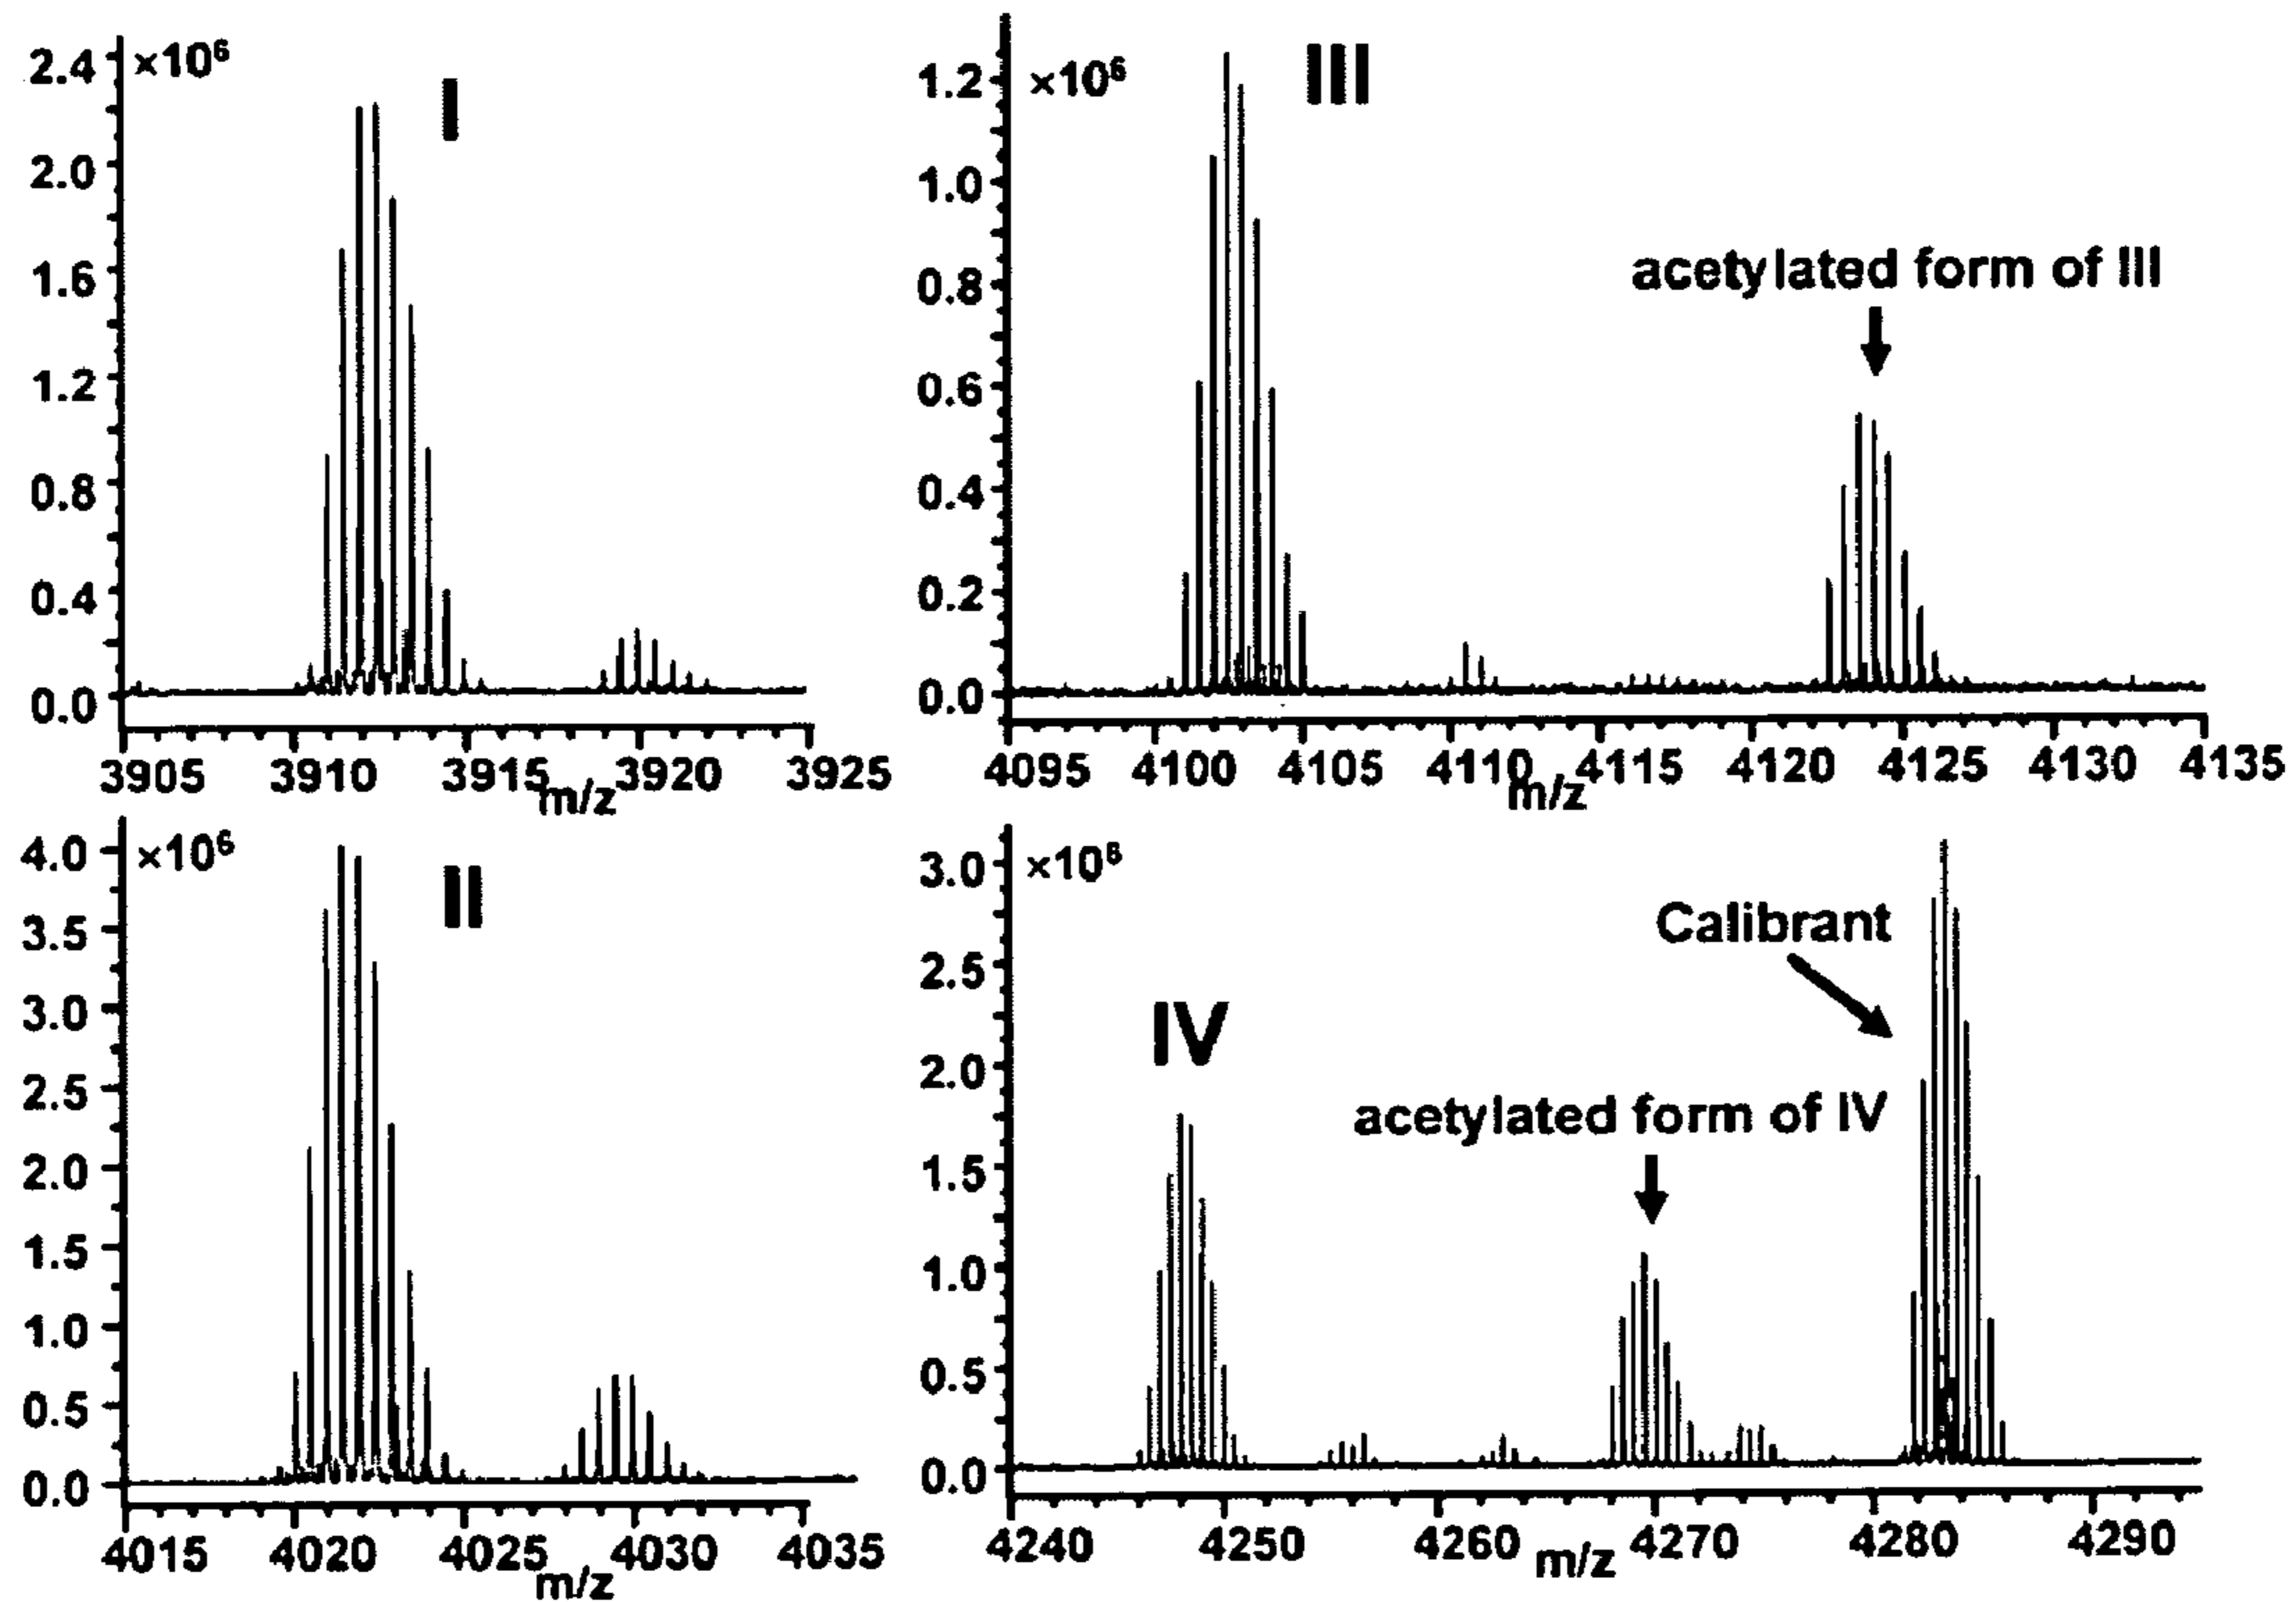 2.4
×10⁶
I
2.0
1.6
1.2
0.8
0.4
0.0
3905 3910 3915 3920 3925
m/z
1.2
×10⁶
III
1.0
0.8
0.6
0.4
0.2
0.0
acetylated form of III
4095 4100 4105 4110 4115 4120 4125 4130 4135
m/z
4.0
×10⁶
II
3.5
3.0
2.5
2.0
1.5
1.0
0.5
0.0
4015 4020 4025 4030 4035
m/z
3.0
×10⁶
2.5
2.0
1.5
1.0
0.5
0.0
Calibrant
IV
acetylated form of IV
4240 4250 4260 4270 4280 4290
m/z